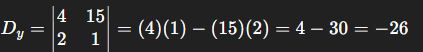 D_y = |4 15; 2 1| = (4)(1) − (15)(2) = 4 − 30 = −26